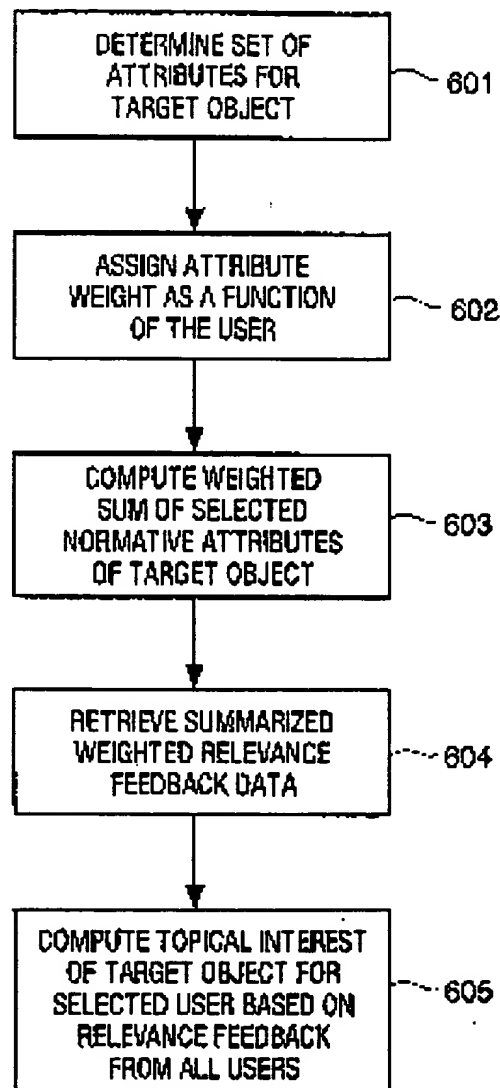 DETERMINE SET OF
ATTRIBUTES FOR
TARGET OBJECT
601
ASSIGN ATTRIBUTE
WEIGHT AS A FUNCTION
OF THE USER
602
COMPUTE WEIGHTED
SUM OF SELECTED
NORMATIVE ATTRIBUTES
OF TARGET OBJECT
603
RETRIEVE SUMMARIZED
WEIGHTED RELEVANCE
FEEDBACK DATA
604
COMPUTE TOPICAL INTEREST
OF TARGET OBJECT FOR
SELECTED USER BASED ON
RELEVANCE FEEDBACK
FROM ALL USERS
605